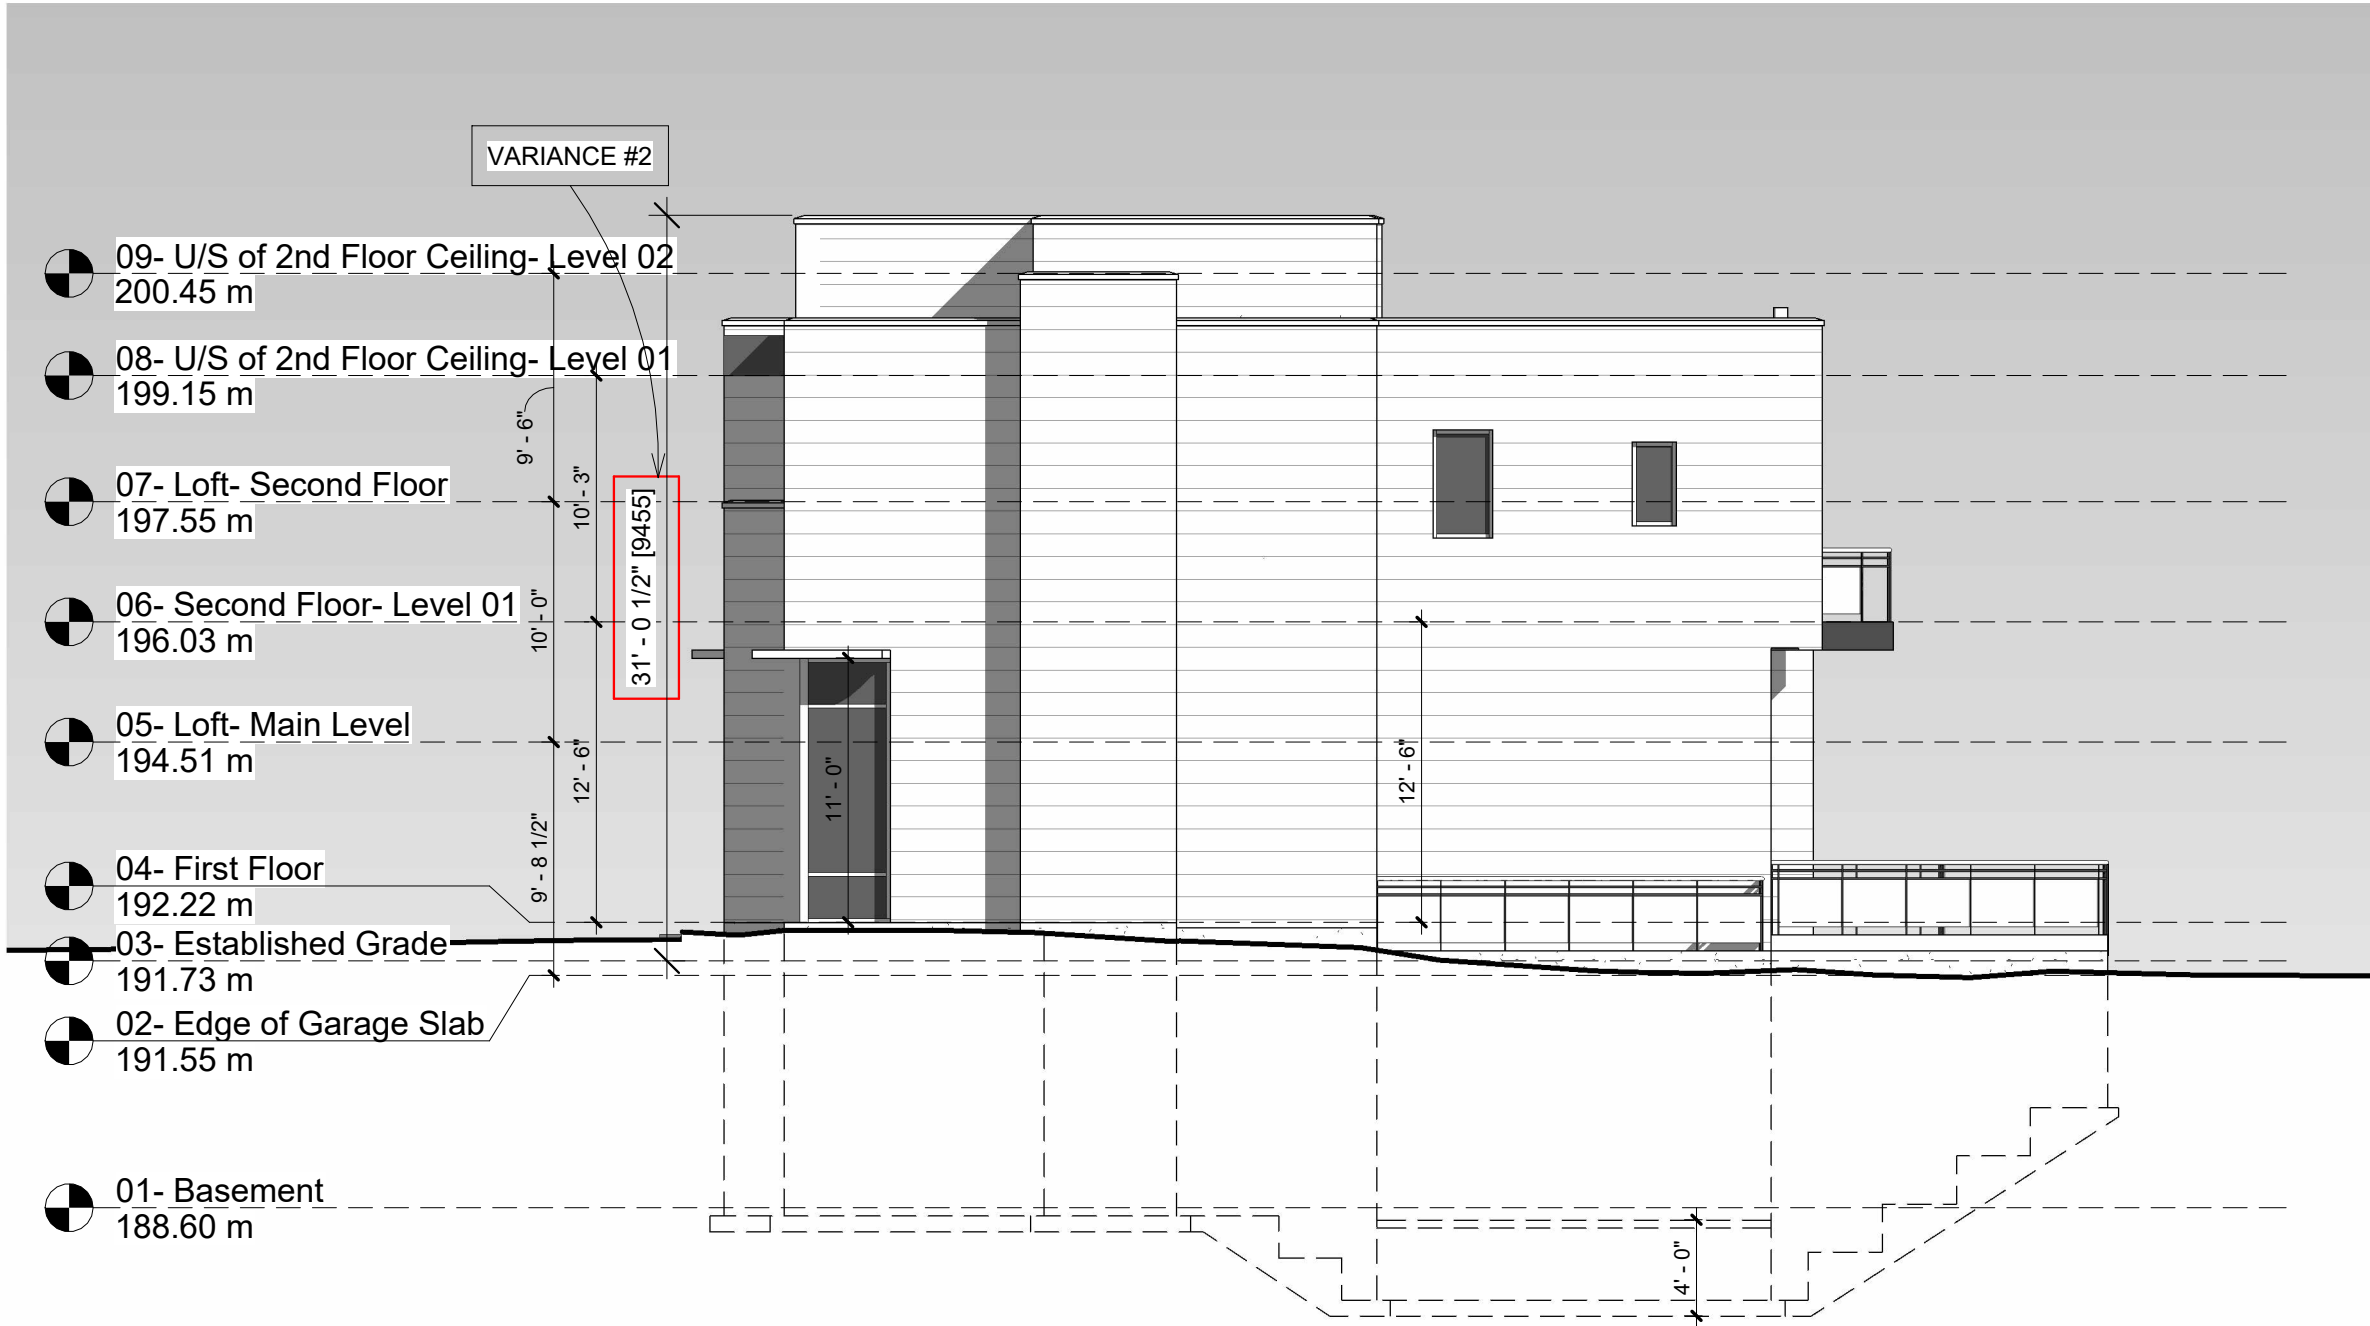 VARIANCE #2
09- U/S of 2nd Floor Ceiling- Level 02
200.45 m
08- U/S of 2nd Floor Ceiling- Level 01
199.15 m
9' - 6"
10' - 3"
07- Loft- Second Floor
197.55 m
31' - 0 1/2" [9455]
06- Second Floor- Level 01
196.03 m
10' - 0"
05- Loft- Main Level
194.51 m
12' - 6"
11' - 0"
12' - 6"
9' - 8 1/2"
04- First Floor
192.22 m
03- Established Grade
191.73 m
02- Edge of Garage Slab
191.55 m
01- Basement
188.60 m
4' - 0"